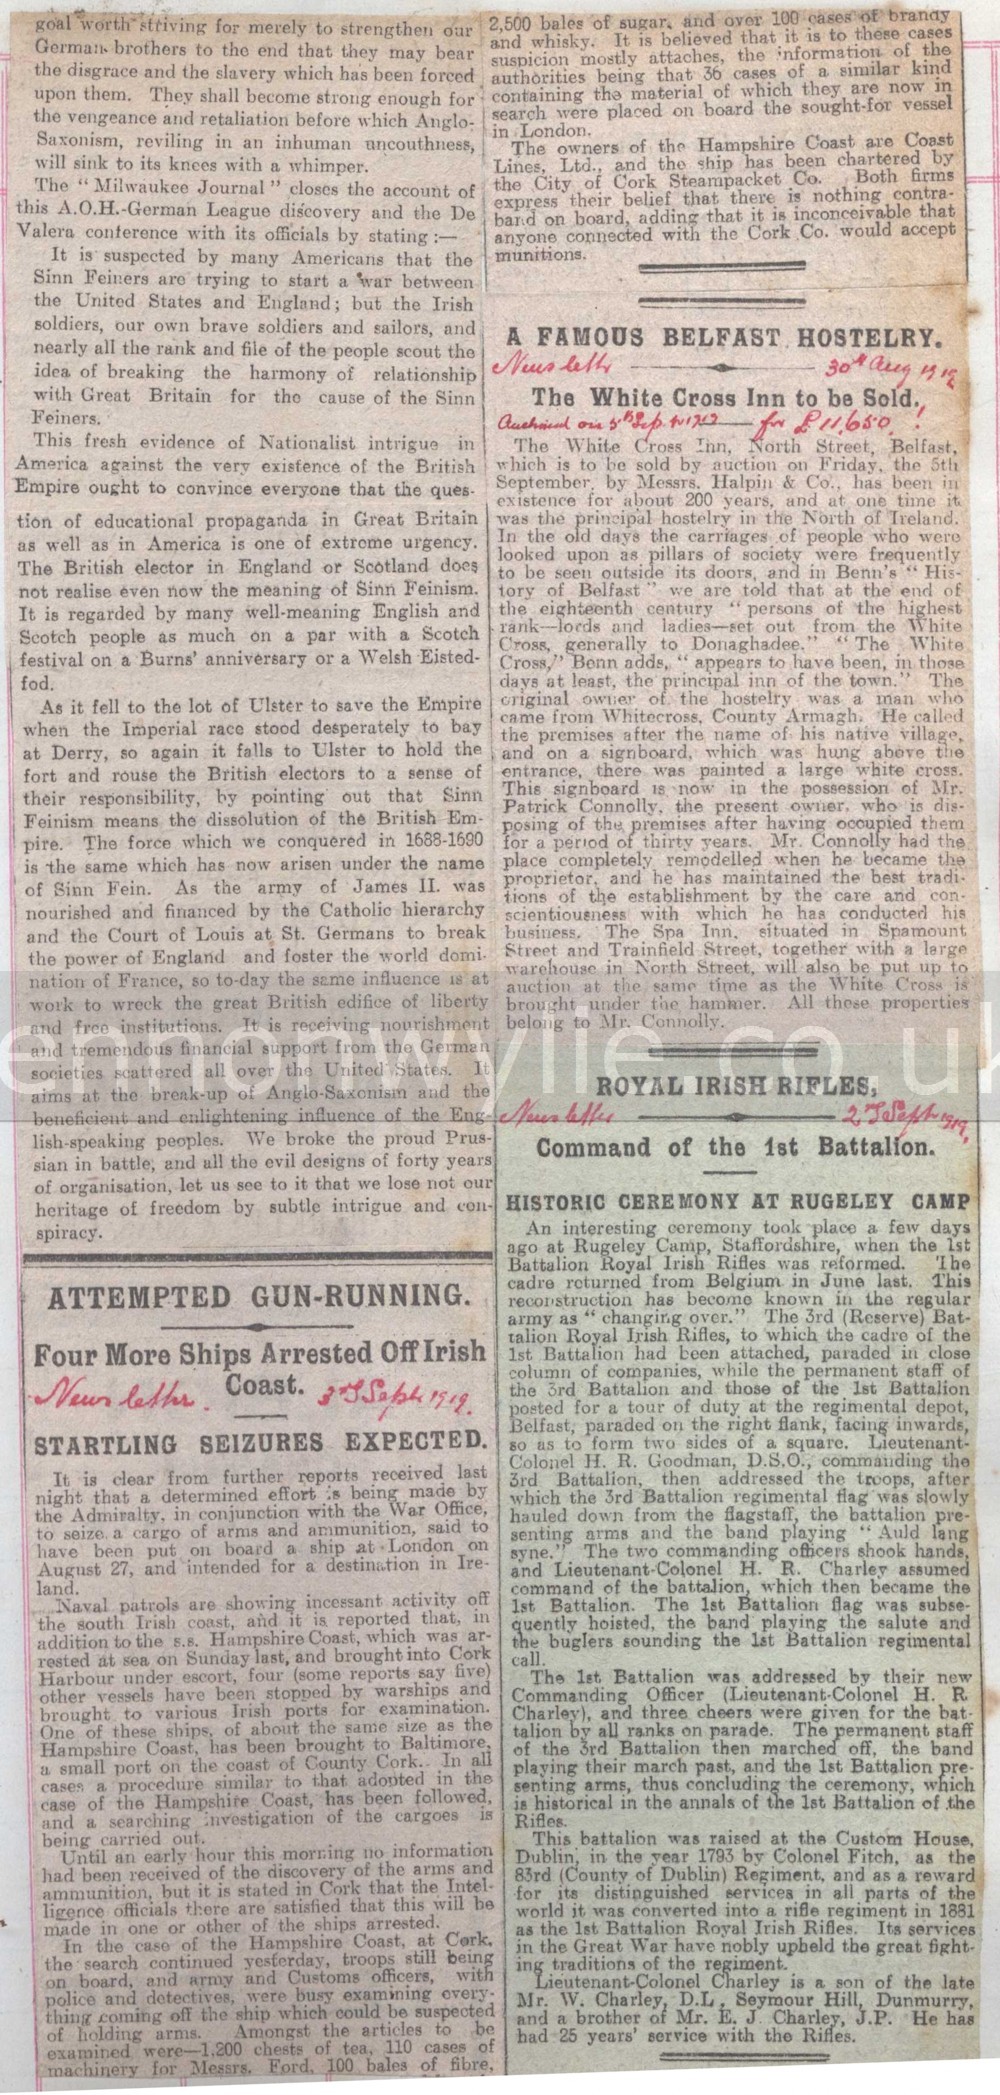 goal worth striving for merely to strengthen our
German brothers to the end that they may bear
the disgrace and the slavery which has been forced
upon them. They shall become strong enough for
the vengeance and retaliation before which Anglo-
Saxonism, reviling in an inhuman uncouthness,
will sink to its knees with a whimper.
The "Milwaukee Journal" closes the account of
this A.O.H.-German League discovery and the De
Valera conference with its officials by stating:—
It is suspected by many Americans that the
Sinn Feiners are trying to start a war between
the United States and England; but the Irish
soldiers, our own brave soldiers and sailors, and
nearly all the rank and file of the people scout the
idea of breaking the harmony of relationship
with Great Britain for the cause of the Sinn
Feiners.
This fresh evidence of Nationalist intrigue in
America against the very existence of the British
Empire ought to convince everyone that the ques-
tion of educational propaganda in Great Britain
as well as in America is one of extreme urgency.
The British elector in England or Scotland does
not realise even now the meaning of Sinn Feinism.
It is regarded by many well-meaning English and
Scotch people as much on a par with a Scotch
festival on a Burns' anniversary or a Welsh Eisted-
fod.
As it fell to the lot of Ulster to save the Empire
when the Imperial race stood desperately to bay
at Derry, so again it falls to Ulster to hold the
fort and rouse the British electors to a sense of
their responsibility, by pointing out that Sinn
Feinism means the dissolution of the British Em-
pire. The force which we conquered in 1688-1690
is the same which has now arisen under the name
of Sinn Fein. As the army of James II. was
nourished and financed by the Catholic hierarchy
and the Court of Louis at St. Germans to break
the power of England and foster the world domi-
nation of France, so to-day the same influence is at
work to wreck the great British edifice of liberty
and free institutions. It is receiving nourishment
and tremendous financial support from the German
societies scattered all over the United States. It
aims at the break-up of Anglo-Saxonism and the
beneficient and enlightening influence of the Eng-
lish-speaking peoples. We broke the proud Prus-
sian in battle, and all the evil designs of forty years
of organisation, let us see to it that we lose not our
heritage of freedom by subtle intrigue and con-
spiracy.
ATTEMPTED GUN-RUNNING.
Four More Ships Arrested Off Irish
Coast.
News letter. 3rd Sept 1919.
STARTLING SEIZURES EXPECTED.
It is clear from further reports received last
night that a determined effort is being made by
the Admiralty, in conjunction with the War Office,
to seize a cargo of arms and ammunition, said to
have been put on board a ship at London on
August 27, and intended for a destination in Ire-
land.
Naval patrols are showing incessant activity off
the south Irish coast, and it is reported that, in
addition to the s.s. Hampshire Coast, which was ar-
rested at sea on Sunday last, and brought into Cork
Harbour under escort, four (some reports say five)
other vessels have been stopped by warships and
brought to various Irish ports for examination.
One of these ships, of about the same size as the
Hampshire Coast, has been brought to Baltimore,
a small port on the coast of County Cork. In all
cases a procedure similar to that adopted in the
case of the Hampshire Coast, has been followed,
and a searching investigation of the cargoes is
being carried out.
Until an early hour this morning no information
had been received of the discovery of the arms and
ammunition, but it is stated in Cork that the Intel-
ligence officials there are satisfied that this will be
made in one or other of the ships arrested.
In the case of the Hampshire Coast, at Cork,
the search continued yesterday, troops still being
on board, and army and Customs officers, with
police and detectives, were busy examining every-
thing coming off the ship which could be suspected
of holding arms. Amongst the articles to be
examined were—1,200 chests of tea, 110 cases of
machinery for Messrs. Ford, 100 bales of fibre,
2,500 bales of sugar, and over 100 cases of brandy
and whisky. It is believed that it is to these cases
suspicion mostly attaches, the information of the
authorities being that 36 cases of a similar kind
containing the material of which they are now in
search were placed on board the sought-for vessel
in London.
The owners of the Hampshire Coast are Coast
Lines, Ltd., and the ship has been chartered by
the City of Cork Steampacket Co. Both firms
express their belief that there is nothing contra-
band on board, adding that it is inconceivable that
anyone connected with the Cork Co. would accept
munitions.
A FAMOUS BELFAST HOSTELRY.
News letter 30th Aug 1919
The White Cross Inn to be Sold.
Auctioned on 5th Sep. 1919 for £11,650.!
The White Cross Inn, North Street, Belfast,
which is to be sold by auction on Friday, the 5th
September, by Messrs. Halpin & Co., has been in
existence for about 200 years, and at one time it
was the principal hostelry in the North of Ireland.
In the old days the carriages of people who were
looked upon as pillars of society were frequently
to be seen outside its doors, and in Benn's "His-
tory of Belfast" we are told that at the end of
the eighteenth century "persons of the highest
rank—lords and ladies—set out from the White
Cross, generally to Donaghadee." "The White
Cross," Benn adds, "appears to have been, in those
days at least, the principal inn of the town." The
original owner of the hostelry was a man who
came from Whitecross, County Armagh. He called
the premises after the name of his native village,
and on a signboard, which was hung above the
entrance, there was painted a large white cross.
This signboard is now in the possession of Mr.
Patrick Connolly, the present owner, who is dis-
posing of the premises after having occupied them
for a period of thirty years. Mr. Connolly had the
place completely remodelled when he became the
proprietor, and he has maintained the best tradi-
tions of the establishment by the care and con-
scientiousness with which he has conducted his
business. The Spa Inn, situated in Spamount
Street and Trainfield Street, together with a large
warehouse in North Street, will also be put up to
auction at the same time as the White Cross is
brought under the hammer. All these properties
belong to Mr. Connolly.
ennonwylie.co.uk
ROYAL IRISH RIFLES,
News letter 2nd Sept 1919,
Command of the 1st Battalion.
HISTORIC CEREMONY AT RUGELEY CAMP
An interesting ceremony took place a few days
ago at Rugeley Camp, Staffordshire, when the 1st
Battalion Royal Irish Rifles was reformed. The
cadre returned from Belgium in June last. This
reconstruction has become known in the regular
army as "changing over." The 3rd (Reserve) Bat-
talion Royal Irish Rifles, to which the cadre of the
1st Battalion had been attached, paraded in close
column of companies, while the permanent staff of
the 3rd Battalion and those of the 1st Battalion
posted for a tour of duty at the regimental depot,
Belfast, paraded on the right flank, facing inwards,
so as to form two sides of a square. Lieutenant-
Colonel H. R. Goodman, D.S.O., commanding the
3rd Battalion, then addressed the troops, after
which the 3rd Battalion regimental flag was slowly
hauled down from the flagstaff, the battalion pre-
senting arms and the band playing "Auld lang
syne." The two commanding officers shook hands,
and Lieutenant-Colonel H. R. Charley assumed
command of the battalion, which then became the
1st Battalion. The 1st Battalion flag was subse-
quently hoisted, the band playing the salute and
the buglers sounding the 1st Battalion regimental
call.
The 1st Battalion was addressed by their new
Commanding Officer (Lieutenant-Colonel H. R.
Charley), and three cheers were given for the bat-
talion by all ranks on parade. The permanent staff
of the 3rd Battalion then marched off, the band
playing their march past, and the 1st Battalion pre-
senting arms, thus concluding the ceremony, which
is historical in the annals of the 1st Battalion of the
Rifles.
This battalion was raised at the Custom House,
Dublin, in the year 1793 by Colonel Fitch, as the
83rd (County of Dublin) Regiment, and as a reward
for its distinguished services in all parts of the
world it was converted into a rifle regiment in 1881
as the 1st Battalion Royal Irish Rifles. Its services
in the Great War have nobly upheld the great fight-
ing traditions of the regiment.
Lieutenant-Colonel Charley is a son of the late
Mr. W. Charley, D.L., Seymour Hill, Dunmurry,
and a brother of Mr. E. J. Charley, J.P. He has
had 25 years' service with the Rifles.